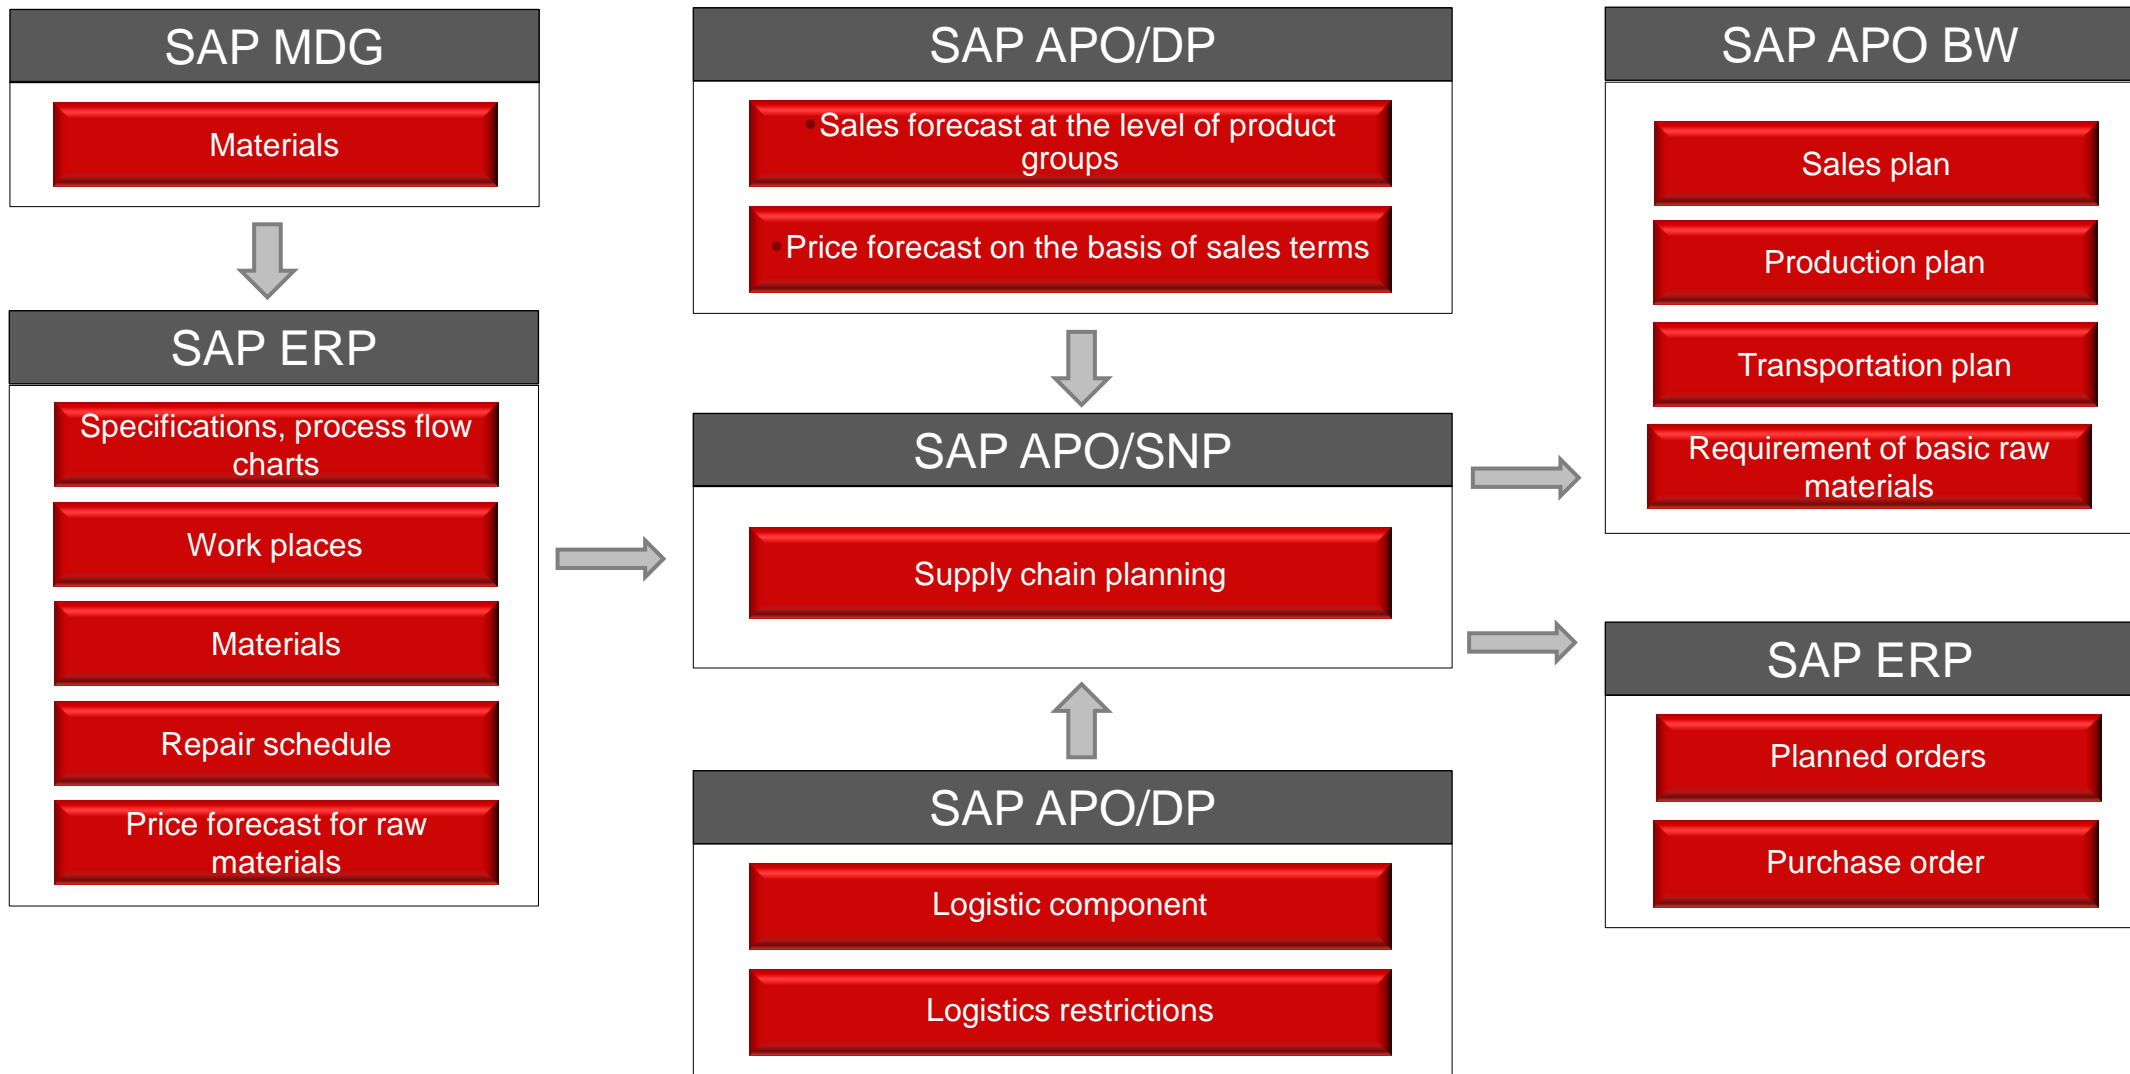 SAP MDG
Materials
SAP ERP
Specifications, process flow
charts
Work places
Materials
Repair schedule
Price forecast for raw
materials
SAP APO/DP
•Sales forecast at the level of product
groups
•Price forecast on the basis of sales terms
SAP APO/SNP
Supply chain planning
SAP APO/DP
Logistic component
Logistics restrictions
SAP APO BW
Sales plan
Production plan
Transportation plan
Requirement of basic raw
materials
SAP ERP
Planned orders
Purchase order